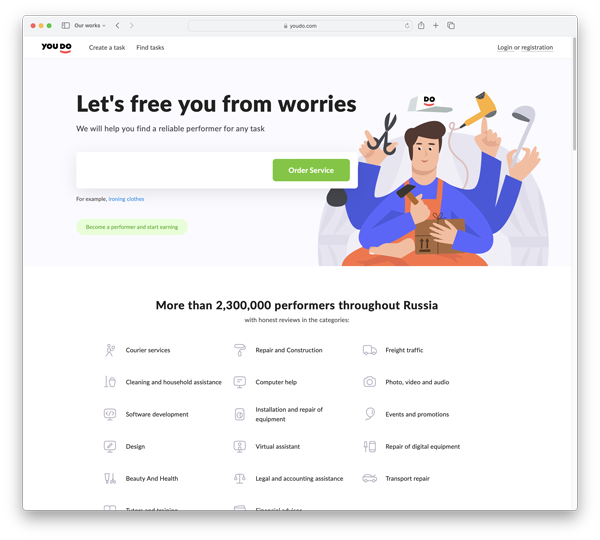 Our works
youdo.com
YOU DO
Create a task
Find tasks
Login or registration
Let's free you from worries
DO
We will help you find a reliable performer for any task
Order Service
For example, ironing clothes
Become a performer and start earning
More than 2,300,000 performers throughout Russia
with honest reviews in the categories:
Courier services
Repair and Construction
Freight traffic
Cleaning and household assistance
Computer help
Photo, video and audio
Software development
Installation and repair of
equipment
Events and promotions
Design
Virtual assistant
Repair of digital equipment
Beauty And Health
Legal and accounting assistance
Transport repair
Tutors and training